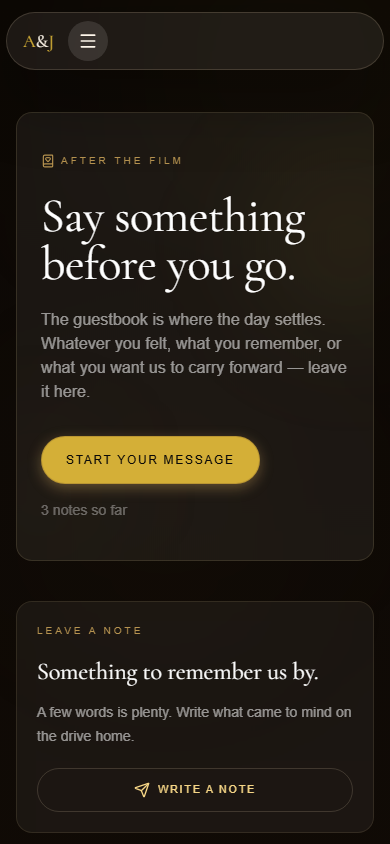 A&J
AFTER THE FILM
Say something
before you go.
The guestbook is where the day settles.
Whatever you felt, what you remember, or
what you want us to carry forward — leave
it here.
START YOUR MESSAGE
3 notes so far
LEAVE A NOTE
Something to remember us by.
A few words is plenty. Write what came to mind on
the drive home.
WRITE A NOTE